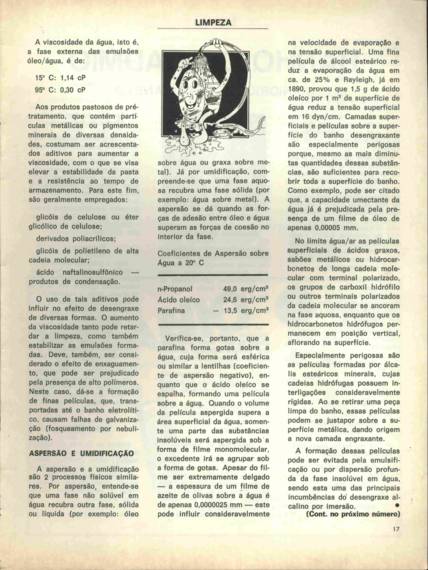 LIMPEZA
A viscosidade da água, isto é,
a fase externa das emulsões
óleo/água, é de:
15º C: 1,14 cP
95º C: 0,30 cP
Aos produtos pastosos de pré-
tratamento, que contém partí-
culas metálicas ou pigmentos
minerais de diversas densida-
des, costumam ser acrescenta-
dos aditivos para aumentar a
viscosidade, com o que se visa
elevar a estabilidade da pasta
e a resistência ao tempo de
armazenamento. Para este fim,
são geralmente empregados:
glicóis de celulose ou éter
glicólico de celulose;
derivados poliacrílicos;
glicóis de polietileno de alta
cadeia molecular;
ácido naftalinosulfônico —
produtos de condensação.
O uso de tais aditivos pode
influir no efeito de desengraxe
de diversas formas. O aumento
da viscosidade tanto pode retar-
dar a limpeza, como também
estabilizar as emulsões forma-
das. Deve, também, ser consi-
derado o efeito de enxaguamen-
to, que pode ser prejudicado
pela presença de alto polímeros.
Neste caso, dá-se a formação
de finas películas, que, trans-
portadas até o banho eletrolíti-
co, causam falhas de galvaniza-
ção (fosqueamento por nebuli-
zação).
ASPERSÃO E UMIDIFICAÇÃO
A aspersão e a umidificação
são 2 processos físicos simila-
res. Por aspersão, entende-se
que uma fase não solúvel em
água recubra outra fase, sólida
ou líquida (por exemplo: óleo
sobre água ou graxa sobre me-
tal). Já por umidificação, com-
preende-se que uma fase aquo-
sa recubra uma fase sólida (por
exemplo: água sobre metal). A
aspersão se dá quando as for-
ças de adesão entre óleo e água
superam as forças de coesão no
interior da fase.
Coeficientes de Aspersão sobre
Água a 20º C
n-Propanol 49,0 erg/cm²
Ácido oleico 24,6 erg/cm²
Parafina — 13,5 erg/cm²
Verifica-se, portanto, que a
parafina forma gotas sobre a
água, cuja forma será esférica
ou similar a lentilhas (coeficien-
te de aspersão negativo), en-
quanto que o ácido oleico se
espalha, formando uma película
sobre a água. Quando o volume
da película aspergida supera a
área superficial da água, somen-
te uma parte das substâncias
insolúveis será aspergida sob a
forma de filme monomolecular,
o excedente irá se agrupar sob
a forma de gotas. Apesar do fil-
me ser extremamente delgado
— a espessura de um filme de
azeite de olivas sobre a água é
de apenas 0,0000025 mm — este
pode influir consideravelmente
na velocidade de evaporação e
na tensão superficial. Uma fina
película de álcool esteárico re-
duz a evaporação da água em
ca. de 25% e Rayleigh, já em
1890, provou que 1,5 g de ácido
oleico por 1 m² de superfície de
água reduz a tensão superficial
em 16 dyn/cm. Camadas super-
ficiais e películas sobre a super-
fície do banho desengraxante
são especialmente perigosas
porque, mesmo as mais diminu-
tas quantidades dessas substân-
cias, são suficientes para reco-
brir toda a superfície do banho.
Como exemplo, pode ser citado
que, a capacidade umectante da
água já é prejudicada pela pre-
sença de um filme de óleo de
apenas 0,00005 mm.
No limite água/ar as películas
superficiais de ácidos graxos,
sabões metálicos ou hidrocar-
bonetos de longa cadeia mole-
cular com terminal polarizado,
os grupos de carboxil hidrófilo
ou outros terminais polarizados
da cadeia molecular se ancoram
na fase aquosa, enquanto que os
hidrocarbonetos hidrófugos per-
manecem em posição vertical,
aflorando na superfície.
Especialmente perigosas são
as películas formadas por álca-
lis esteáricos minerais, cujas
cadeias hidrófugas possuem in-
terligações consideravelmente
rígidas. Ao se retirar uma peça
limpa do banho, essas películas
podem se justapor sobre a su-
perfície metálica, dando origem
a nova camada engraxante.
A formação dessas películas
pode ser evitada pela emulsifi-
cação ou por dispersão profun-
da da fase insolúvel em água,
sendo esta uma das principais
incumbências do desengraxe al-
calino por imersão. •
(Cont. no próximo número)
17